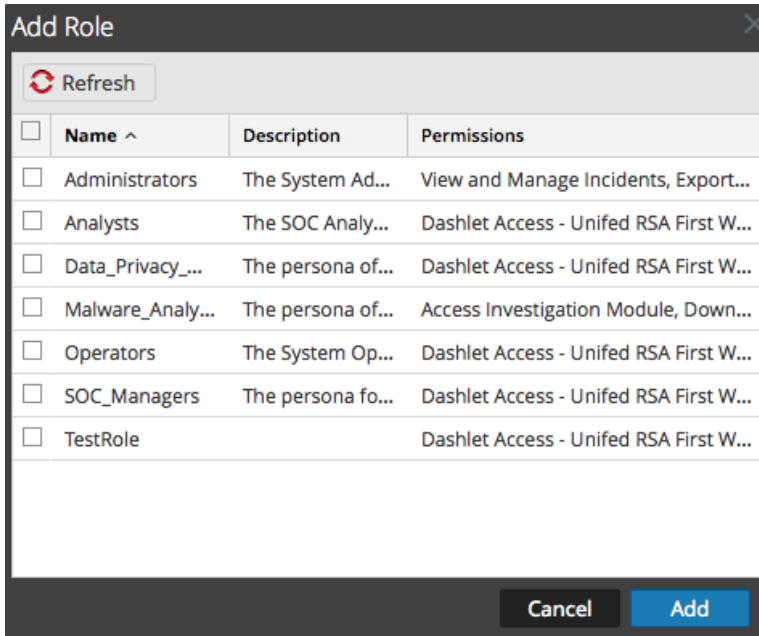 Add Role
Refresh
Name Description Permissions
Administrators The System Ad... View and Manage Incidents, Export...
Analysts The SOC Analy... Dashlet Access - Unifed RSA First W...
Data_Privacy_... The persona of... Dashlet Access - Unifed RSA First W...
Malware_Analy... The persona of... Access Investigation Module, Down...
Operators The System Op... Dashlet Access - Unifed RSA First W...
SOC_Managers The persona fo... Dashlet Access - Unifed RSA First W...
TestRole Dashlet Access - Unifed RSA First W...
Cancel Add